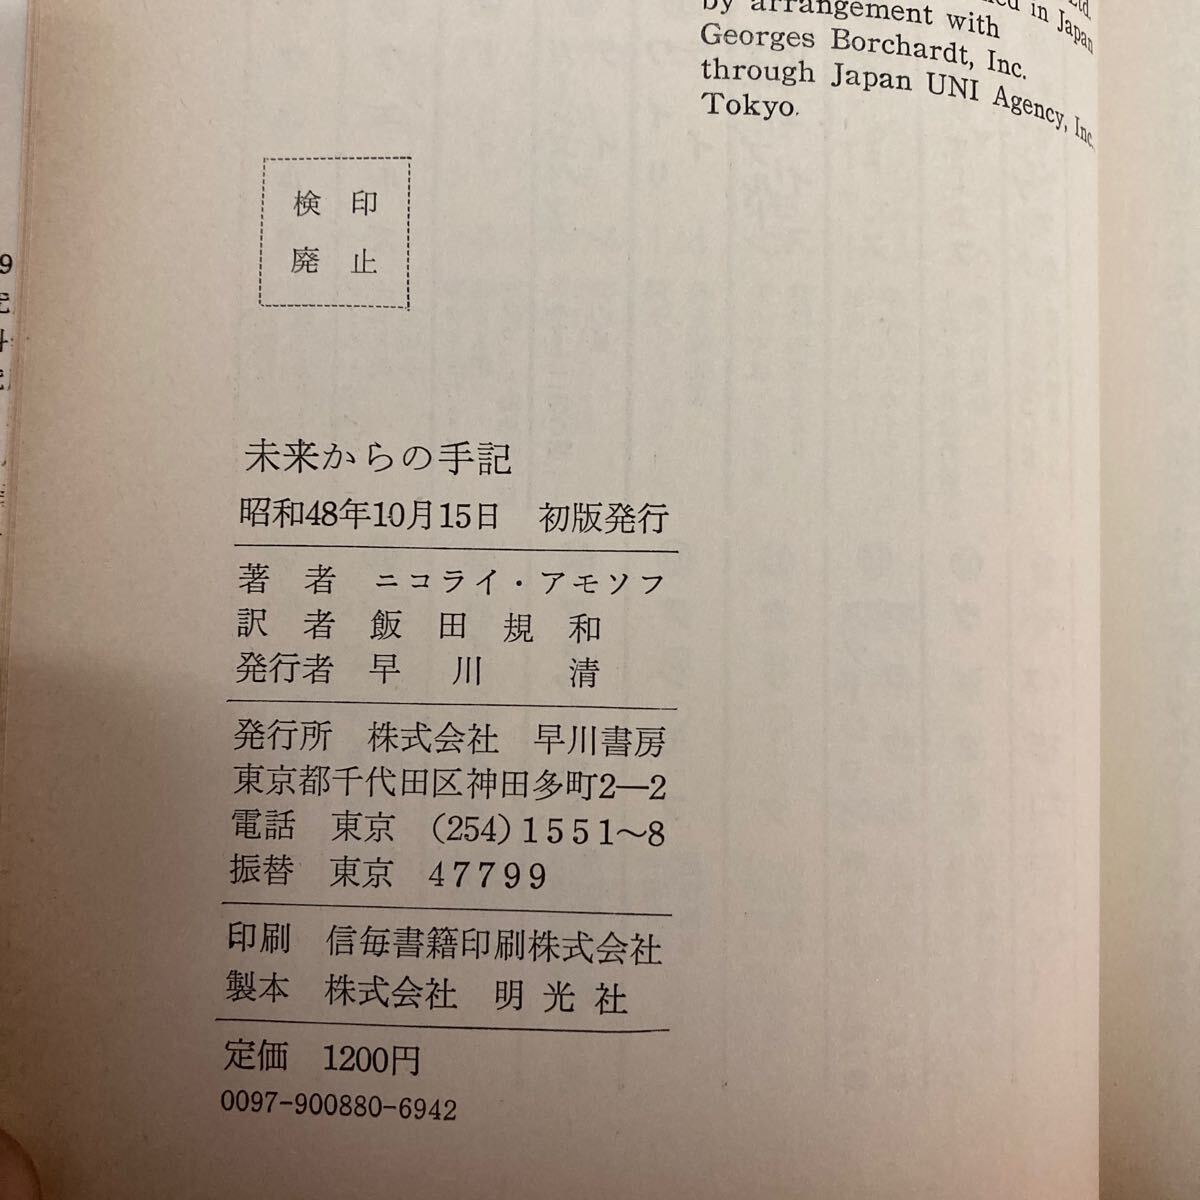 Ltd.
in Japan
by arrangement with
Georges Borchardt, Inc.
through Japan UNI Agency, Inc.
Tokyo.
検印
廃止
未来からの手記
昭和48年10月15日 初版発行
著者 ニコライ・アモソフ
訳者 飯田規和
発行者 早川清
発行所 株式会社 早川書房
東京都千代田区神田多町2―2
電話 東京 (254)1551〜8
振替 東京 47799
印刷 信毎書籍印刷株式会社
製本 株式会社 明光社
定価 1200円
0097-900880-6942